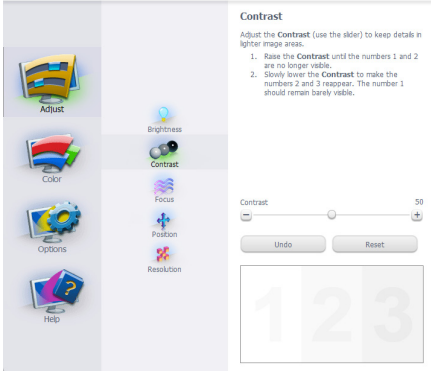 Adjust
Color
Options
Help
Brightness
Contrast
Focus
Position
Resolution
Contrast
Adjust the Contrast (use the slider) to keep details in
lighter image areas.
1. Raise the Contrast until the numbers 1 and 2
are no longer visible.
2. Slowly lower the Contrast to make the
numbers 2 and 3 reappear. The number 1
should remain barely visible.
Contrast 50
Undo Reset
1 2 3